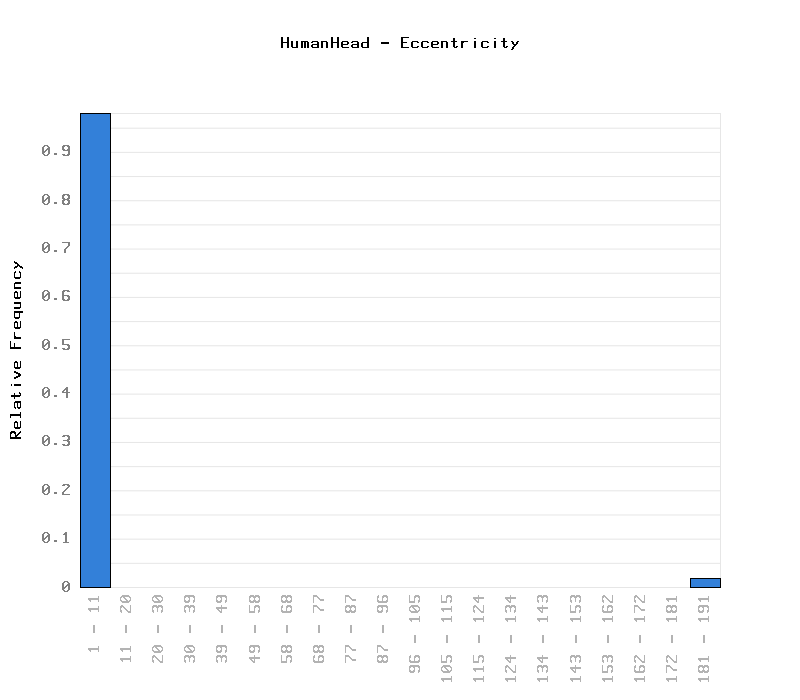 HumanHead - Eccentricity
Relative Frequency
0.9
0.8
0.7
0.6
0.5
0.4
0.3
0.2
0.1
0
1 - 11
11 - 20
20 - 30
30 - 39
39 - 49
49 - 58
58 - 68
68 - 77
77 - 87
87 - 96
96 - 105
105 - 115
115 - 124
124 - 134
134 - 143
143 - 153
153 - 162
162 - 172
172 - 181
181 - 191